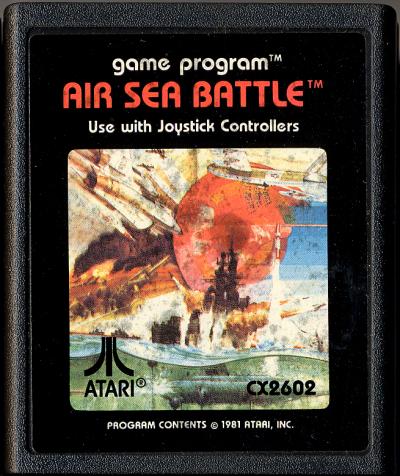 game program™
AIR SEA BATTLE™
Use with Joystick Controllers
ATARI®
CX2602
PROGRAM CONTENTS © 1981 ATARI, INC.